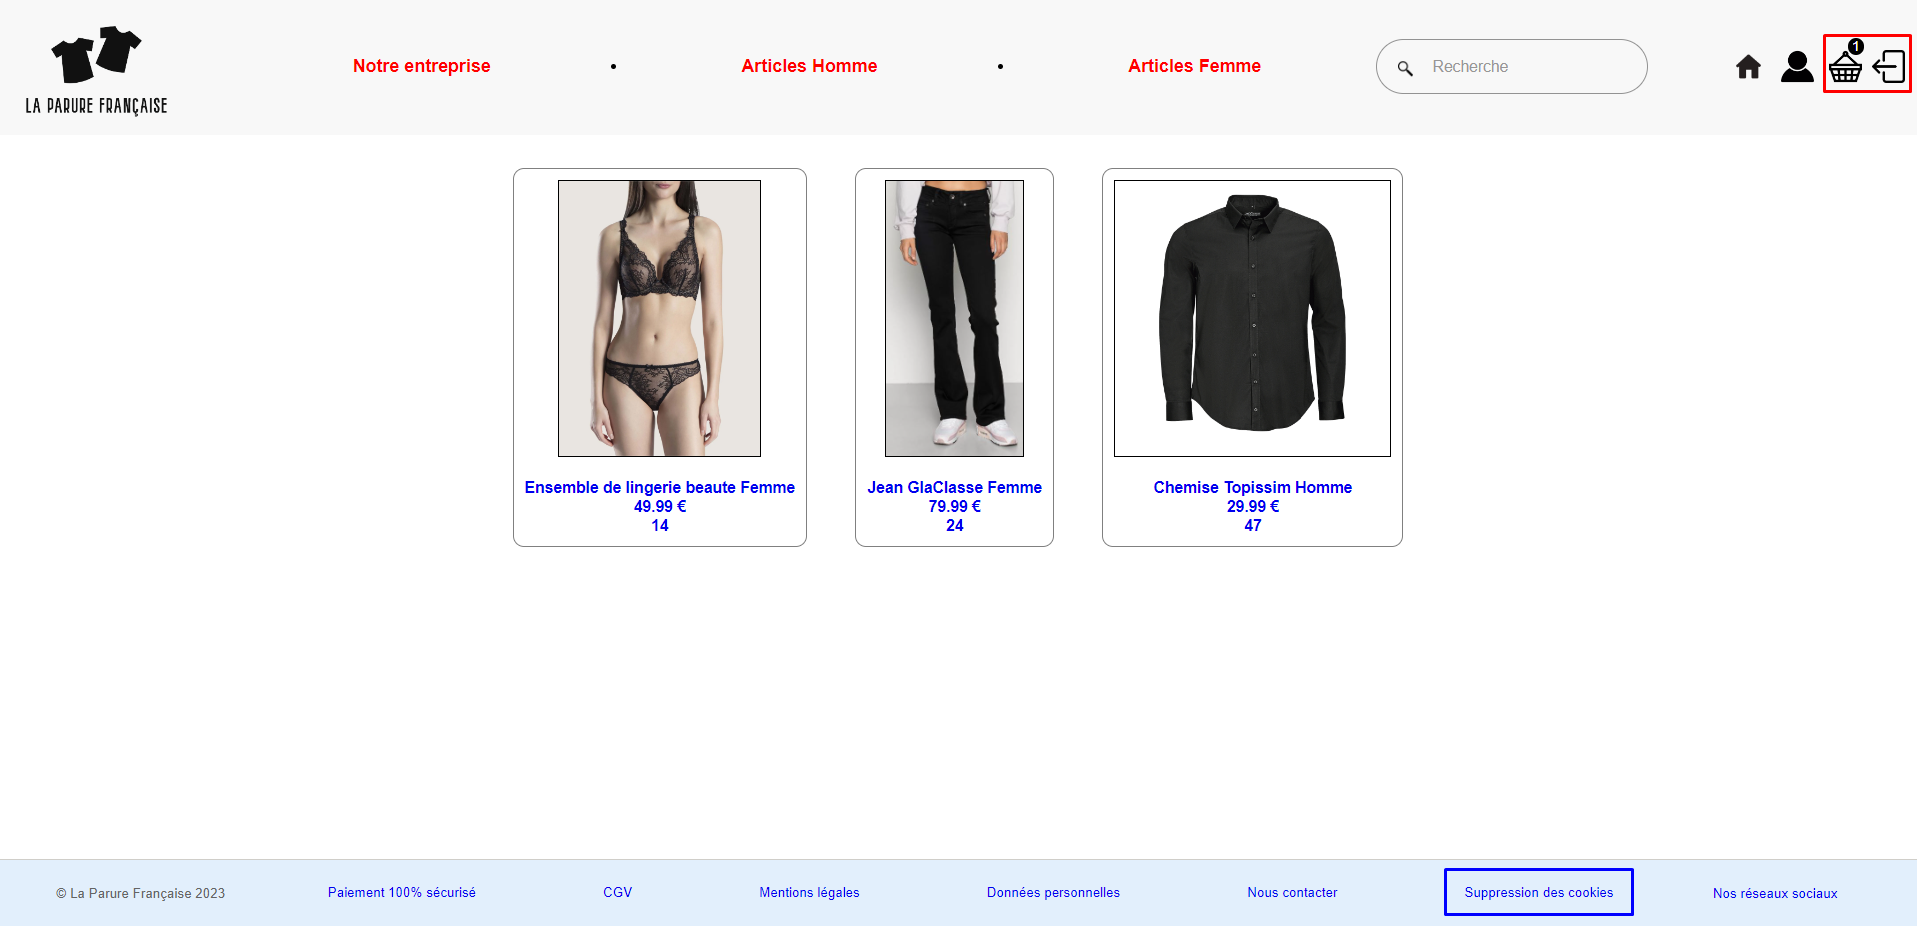 LA PARURE FRANÇAISE
Notre entreprise
Articles Homme
Articles Femme
Recherche
1
Ensemble de lingerie beaute Femme
49.99 €
14
Jean GlaClasse Femme
79.99 €
24
Chemise Topissim Homme
29.99 €
47
© La Parure Française 2023
Paiement 100% sécurisé
CGV
Mentions légales
Données personnelles
Nous contacter
Suppression des cookies
Nos réseaux sociaux